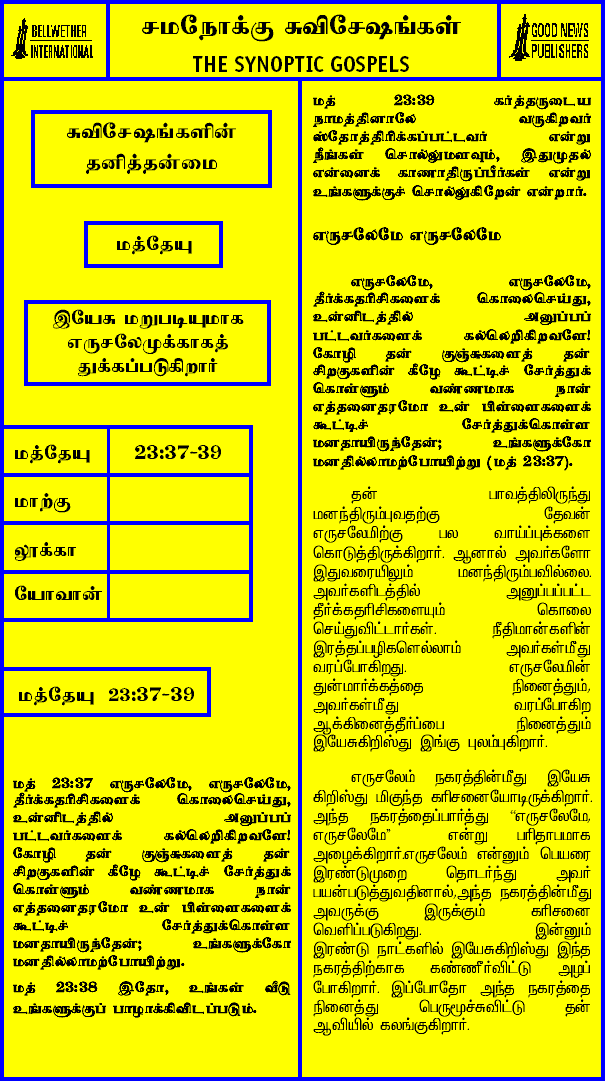 BELLWETHER
INTERNATIONAL
சமநோக்கு சுவிசேஷங்கள்
THE SYNOPTIC GOSPELS
GOOD NEWS
PUBLISHERS
சுவிசேஷங்களின்
தனித்தன்மை
மத்தேயு
இயேசு மறுபடியுமாக
எருசலேமுக்காகத்
துக்கப்படுகிறார்
மத்தேயு 23:37-39
மாற்கு
லூக்கா
யோவான்
மத்தேயு 23:37-39
மத் 23:37 எருசலேமே, எருசலேமே,
தீர்க்கதரிசிகளைக் கொலைசெய்து,
உன்னிடத்தில் அனுப்பப்
பட்டவர்களைக் கல்லெறிகிறவளே!
கோழி தன் குஞ்சுகளைத் தன்
சிறகுகளின் கீழே கூட்டிச் சேர்த்துக்
கொள்ளும் வண்ணமாக நான்
எத்தனைதரமோ உன் பிள்ளைகளைக்
கூட்டிச் சேர்த்துக்கொள்ள
மனதாயிருந்தேன்; உங்களுக்கோ
மனதில்லாமற்போயிற்று.
மத் 23:38 இதோ, உங்கள் வீடு
உங்களுக்குப் பாழாக்கிவிடப்படும்.
மத் 23:39 கர்த்தருடைய
நாமத்தினாலே வருகிறவர்
ஸ்தோத்திரிக்கப்பட்டவர் என்று
நீங்கள் சொல்லுமளவும், இதுமுதல்
என்னைக் காணாதிருப்பீர்கள் என்று
உங்களுக்குச் சொல்லுகிறேன் என்றார்.
எருசலேமே எருசலேமே
எருசலேமே, எருசலேமே,
தீர்க்கதரிசிகளைக் கொலைசெய்து,
உன்னிடத்தில் அனுப்பப்
பட்டவர்களைக் கல்லெறிகிறவளே!
கோழி தன் குஞ்சுகளைத் தன்
சிறகுகளின் கீழே கூட்டிச் சேர்த்துக்
கொள்ளும் வண்ணமாக நான்
எத்தனைதரமோ உன் பிள்ளைகளைக்
கூட்டிச் சேர்த்துக்கொள்ள
மனதாயிருந்தேன்; உங்களுக்கோ
மனதில்லாமற்போயிற்று (மத் 23:37).
தன் பாவத்திலிருந்து
மனந்திரும்புவதற்கு தேவன்
எருசலேமிற்கு பல வாய்ப்புக்களை
கொடுத்திருக்கிறார். ஆனால் அவர்களோ
இதுவரையிலும் மனந்திரும்பவில்லை.
அவர்களிடத்தில் அனுப்பப்பட்ட
தீர்க்கதரிசிகளையும் கொலை
செய்துவிட்டார்கள். நீதிமான்களின்
இரத்தப்பழிகளெல்லாம் அவர்கள்மீது
வரப்போகிறது. எருசலேமின்
துன்மார்க்கத்தை நினைத்தும்,
அவர்கள்மீது வரப்போகிற
ஆக்கினைத்தீர்ப்பை நினைத்தும்
இயேசுகிறிஸ்து இங்கு புலம்புகிறார்.
எருசலேம் நகரத்தின்மீது இயேசு
கிறிஸ்து மிகுந்த கரிசனையோடிருக்கிறார்.
அந்த நகரத்தைப்பார்த்து "எருசலேமே,
எருசலேமே" என்று பரிதாபமாக
அழைக்கிறார்.எருசலேம் என்னும் பெயரை
இரண்டுமுறை தொடர்ந்து அவர்
பயன்படுத்துவதினால்,அந்த நகரத்தின்மீது
அவருக்கு இருக்கும் கரிசனை
வெளிப்படுகிறது. இன்னும்
இரண்டு நாட்களில் இயேசுகிறிஸ்து இந்த
நகரத்திற்காக கண்ணீர்விட்டு அழப்
போகிறார். இப்போதோ அந்த நகரத்தை
நினைத்து பெருமூச்சுவிட்டு தன்
ஆவியில் கலங்குகிறார்.